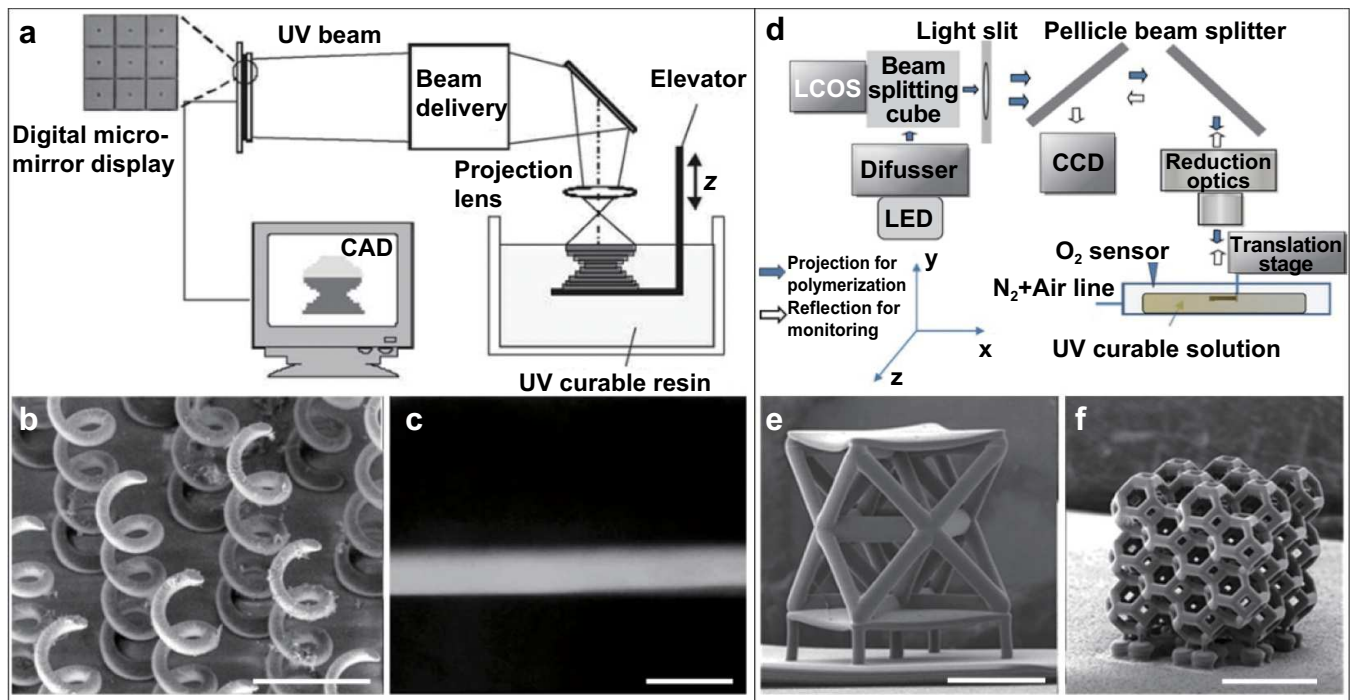 a
UV beam
Beam
delivery
Elevator
Digital micro-
mirror display
Projection
lens
z
CAD
UV curable resin
b
c
d
Light slit
Pellicle beam splitter
LCOS
Beam
splitting
cube
Difusser
LED
CCD
Reduction
optics
Translation
stage
O₂ sensor
N₂+Air line
Projection for
polymerization
Reflection for
monitoring
y
x
z
UV curable solution
e
f